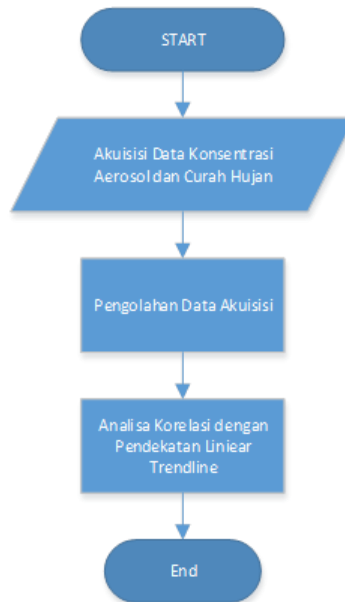 START
Akuisisi Data Konsentrasi
Aerosol dan Curah Hujan
Pengolahan Data Akuisisi
Analisa Korelasi dengan
Pendekatan Liniear
Trendline
End